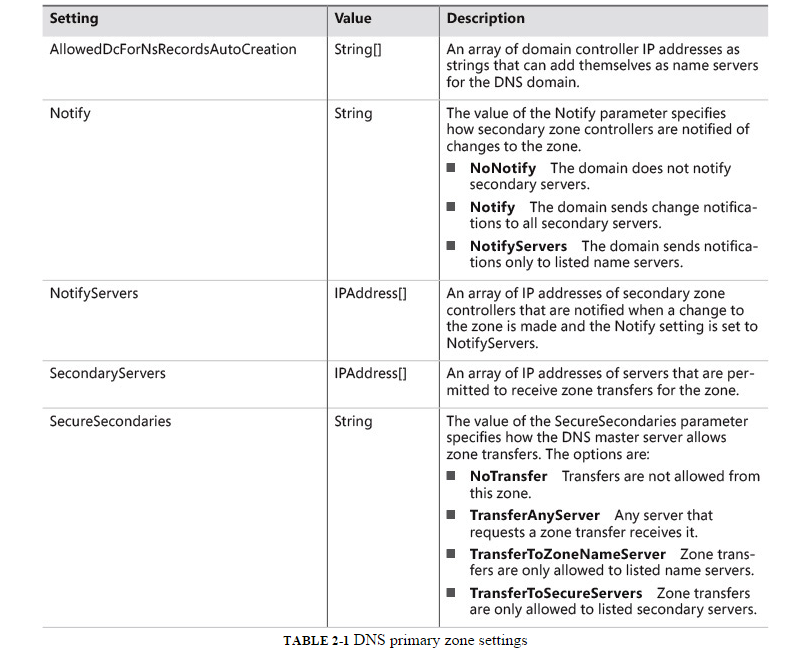 Setting Value Description
AllowedDcForNsRecordsAutoCreation String[] An array of domain controller IP addresses as
strings that can add themselves as name servers
for the DNS domain.
Notify String The value of the Notify parameter specifies
how secondary zone controllers are notified of
changes to the zone.
■ NoNotify The domain does not notify
secondary servers.
■ Notify The domain sends change notifica-
tions to all secondary servers.
■ NotifyServers The domain sends notifica-
tions only to listed name servers.
NotifyServers IPAddress[] An array of IP addresses of secondary zone
controllers that are notified when a change to
the zone is made and the Notify setting is set to
NotifyServers.
SecondaryServers IPAddress[] An array of IP addresses of servers that are per-
mitted to receive zone transfers for the zone.
SecureSecondaries String The value of the SecureSecondaries parameter
specifies how the DNS master server allows
zone transfers. The options are:
■ NoTransfer Transfers are not allowed from
this zone.
■ TransferAnyServer Any server that
requests a zone transfer receives it.
■ TransferToZoneNameServer Zone trans-
fers are only allowed to listed name servers.
■ TransferToSecureServers Zone transfers
are only allowed to listed secondary servers.
TABLE 2-1 DNS primary zone settings